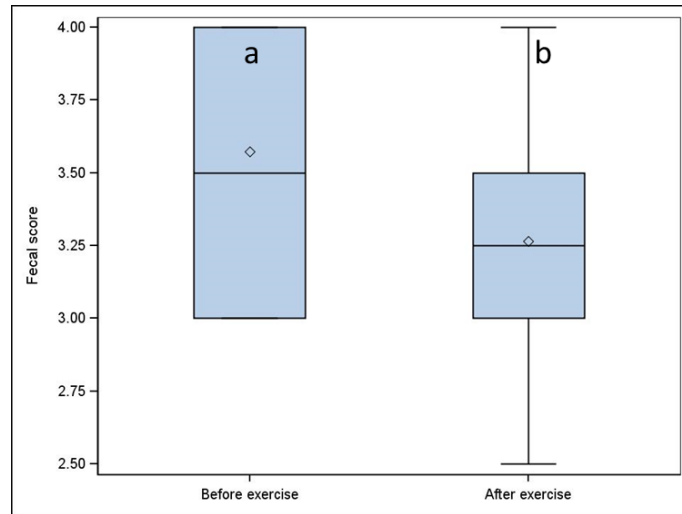 4.00
a
b
3.75
3.50
3.25
3.00
2.75
2.50
Fecal score
Before exercise
After exercise